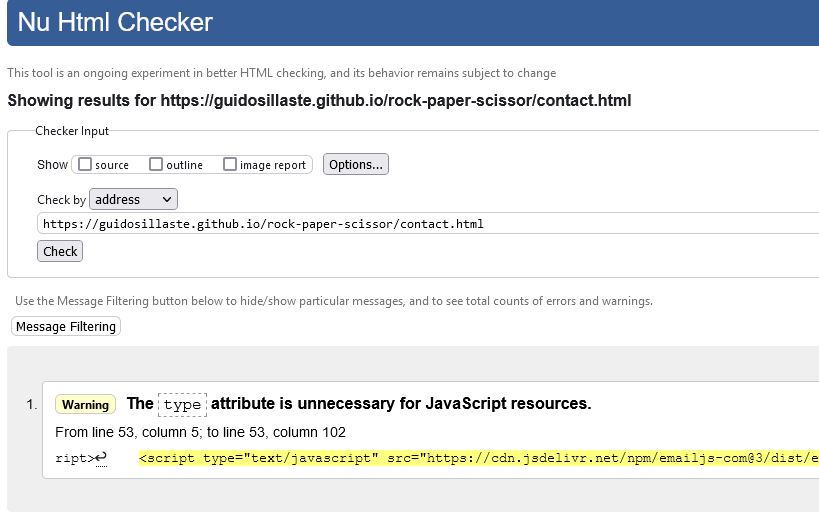 Nu Html Checker
This tool is an ongoing experiment in better HTML checking, and its behavior remains subject to change
Showing results for https://guidosillaste.github.io/rock-paper-scissor/contact.html
Checker Input
Show source outline image report Options...
Check by address
https://guidosillaste.github.io/rock-paper-scissor/contact.html
Check
Use the Message Filtering button below to hide/show particular messages, and to see total counts of errors and warnings.
Message Filtering
1. Warning The type attribute is unnecessary for JavaScript resources.
From line 53, column 5; to line 53, column 102
ript>↩ <script type="text/javascript" src="https://cdn.jsdelivr.net/npm/emailjs-com@3/dist/e